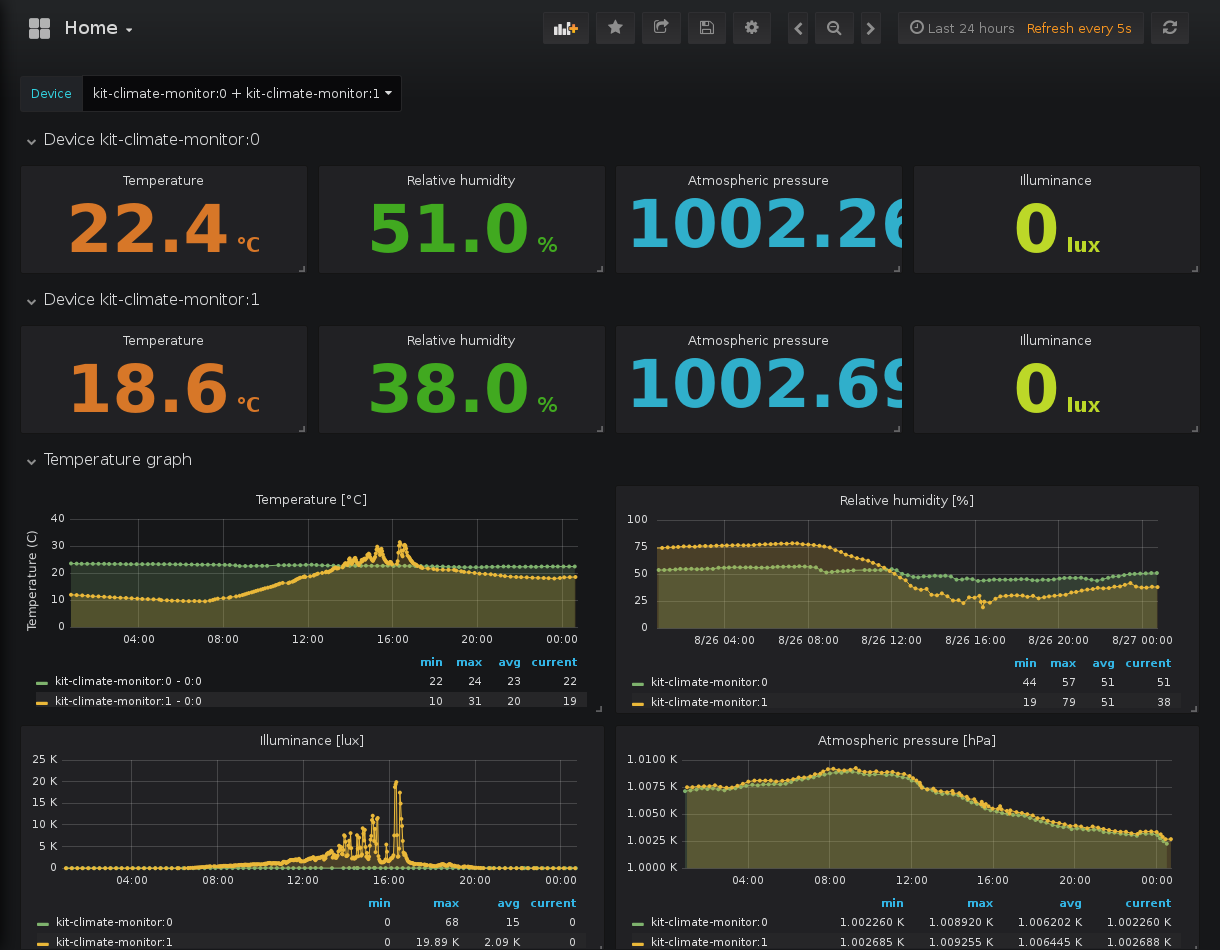 Home
Last 24 hours Refresh every 5s
Device kit-climate-monitor:0 + kit-climate-monitor:1
Device kit-climate-monitor:0
Temperature Relative humidity Atmospheric pressure Illuminance
22.4 °C 51.0 % 1002.26 0 lux
Device kit-climate-monitor:1
Temperature Relative humidity Atmospheric pressure Illuminance
18.6 °C 38.0 % 1002.69 0 lux
Temperature graph
Temperature [°C]
Temperature (C)
40
30
20
10
0
04:00 08:00 12:00 16:00 20:00 00:00
min max avg current
kit-climate-monitor:0 - 0:0 22 24 23 22
kit-climate-monitor:1 - 0:0 10 31 20 19
Relative humidity [%]
100
75
50
25
0
8/26 04:00 8/26 08:00 8/26 12:00 8/26 16:00 8/26 20:00 8/27 00:00
min max avg current
kit-climate-monitor:0 44 57 51 51
kit-climate-monitor:1 19 79 51 38
Illuminance [lux]
25 K
20 K
15 K
10 K
5 K
0
04:00 08:00 12:00 16:00 20:00 00:00
min max avg current
kit-climate-monitor:0 0 68 15 0
kit-climate-monitor:1 0 19.89 K 2.09 K 0
Atmospheric pressure [hPa]
1.0100 K
1.0075 K
1.0050 K
1.0025 K
1.0000 K
04:00 08:00 12:00 16:00 20:00 00:00
min max avg current
kit-climate-monitor:0 1.002260 K 1.008920 K 1.006202 K 1.002260 K
kit-climate-monitor:1 1.002685 K 1.009255 K 1.006445 K 1.002688 K